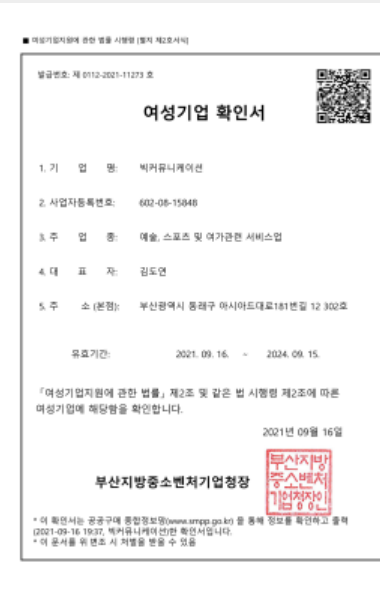 ■ 여성기업지원에 관한 법률 시행령 [별지 제2호서식]
발급번호: 제 0112-2021-11273 호
여성기업 확인서
1. 기 업 명: 빅커뮤니케이션
2. 사업자등록번호: 602-08-15848
3. 주 업 종: 예술, 스포츠 및 여가관련 서비스업
4. 대 표 자: 김도연
5. 주 소 (본점): 부산광역시 동래구 아시아드대로181번길 12 302호
유효기간: 2021. 09. 16. ~ 2024. 09. 15.
「여성기업지원에 관한 법률」 제2조 및 같은 법 시행령 제2조에 따른
여성기업에 해당함을 확인합니다.
2021년 09월 16일
부산지방중소벤처기업청장
부산지방
중소벤처
기업청장인
* 이 확인서는 공공구매 종합정보망(www.smpp.go.kr) 을 통해 정보를 확인하고 출력
(2021-09-16 19:37, 빅커뮤니케이션)한 확인서입니다.
* 이 문서를 위 변조 시 처벌을 받을 수 있음